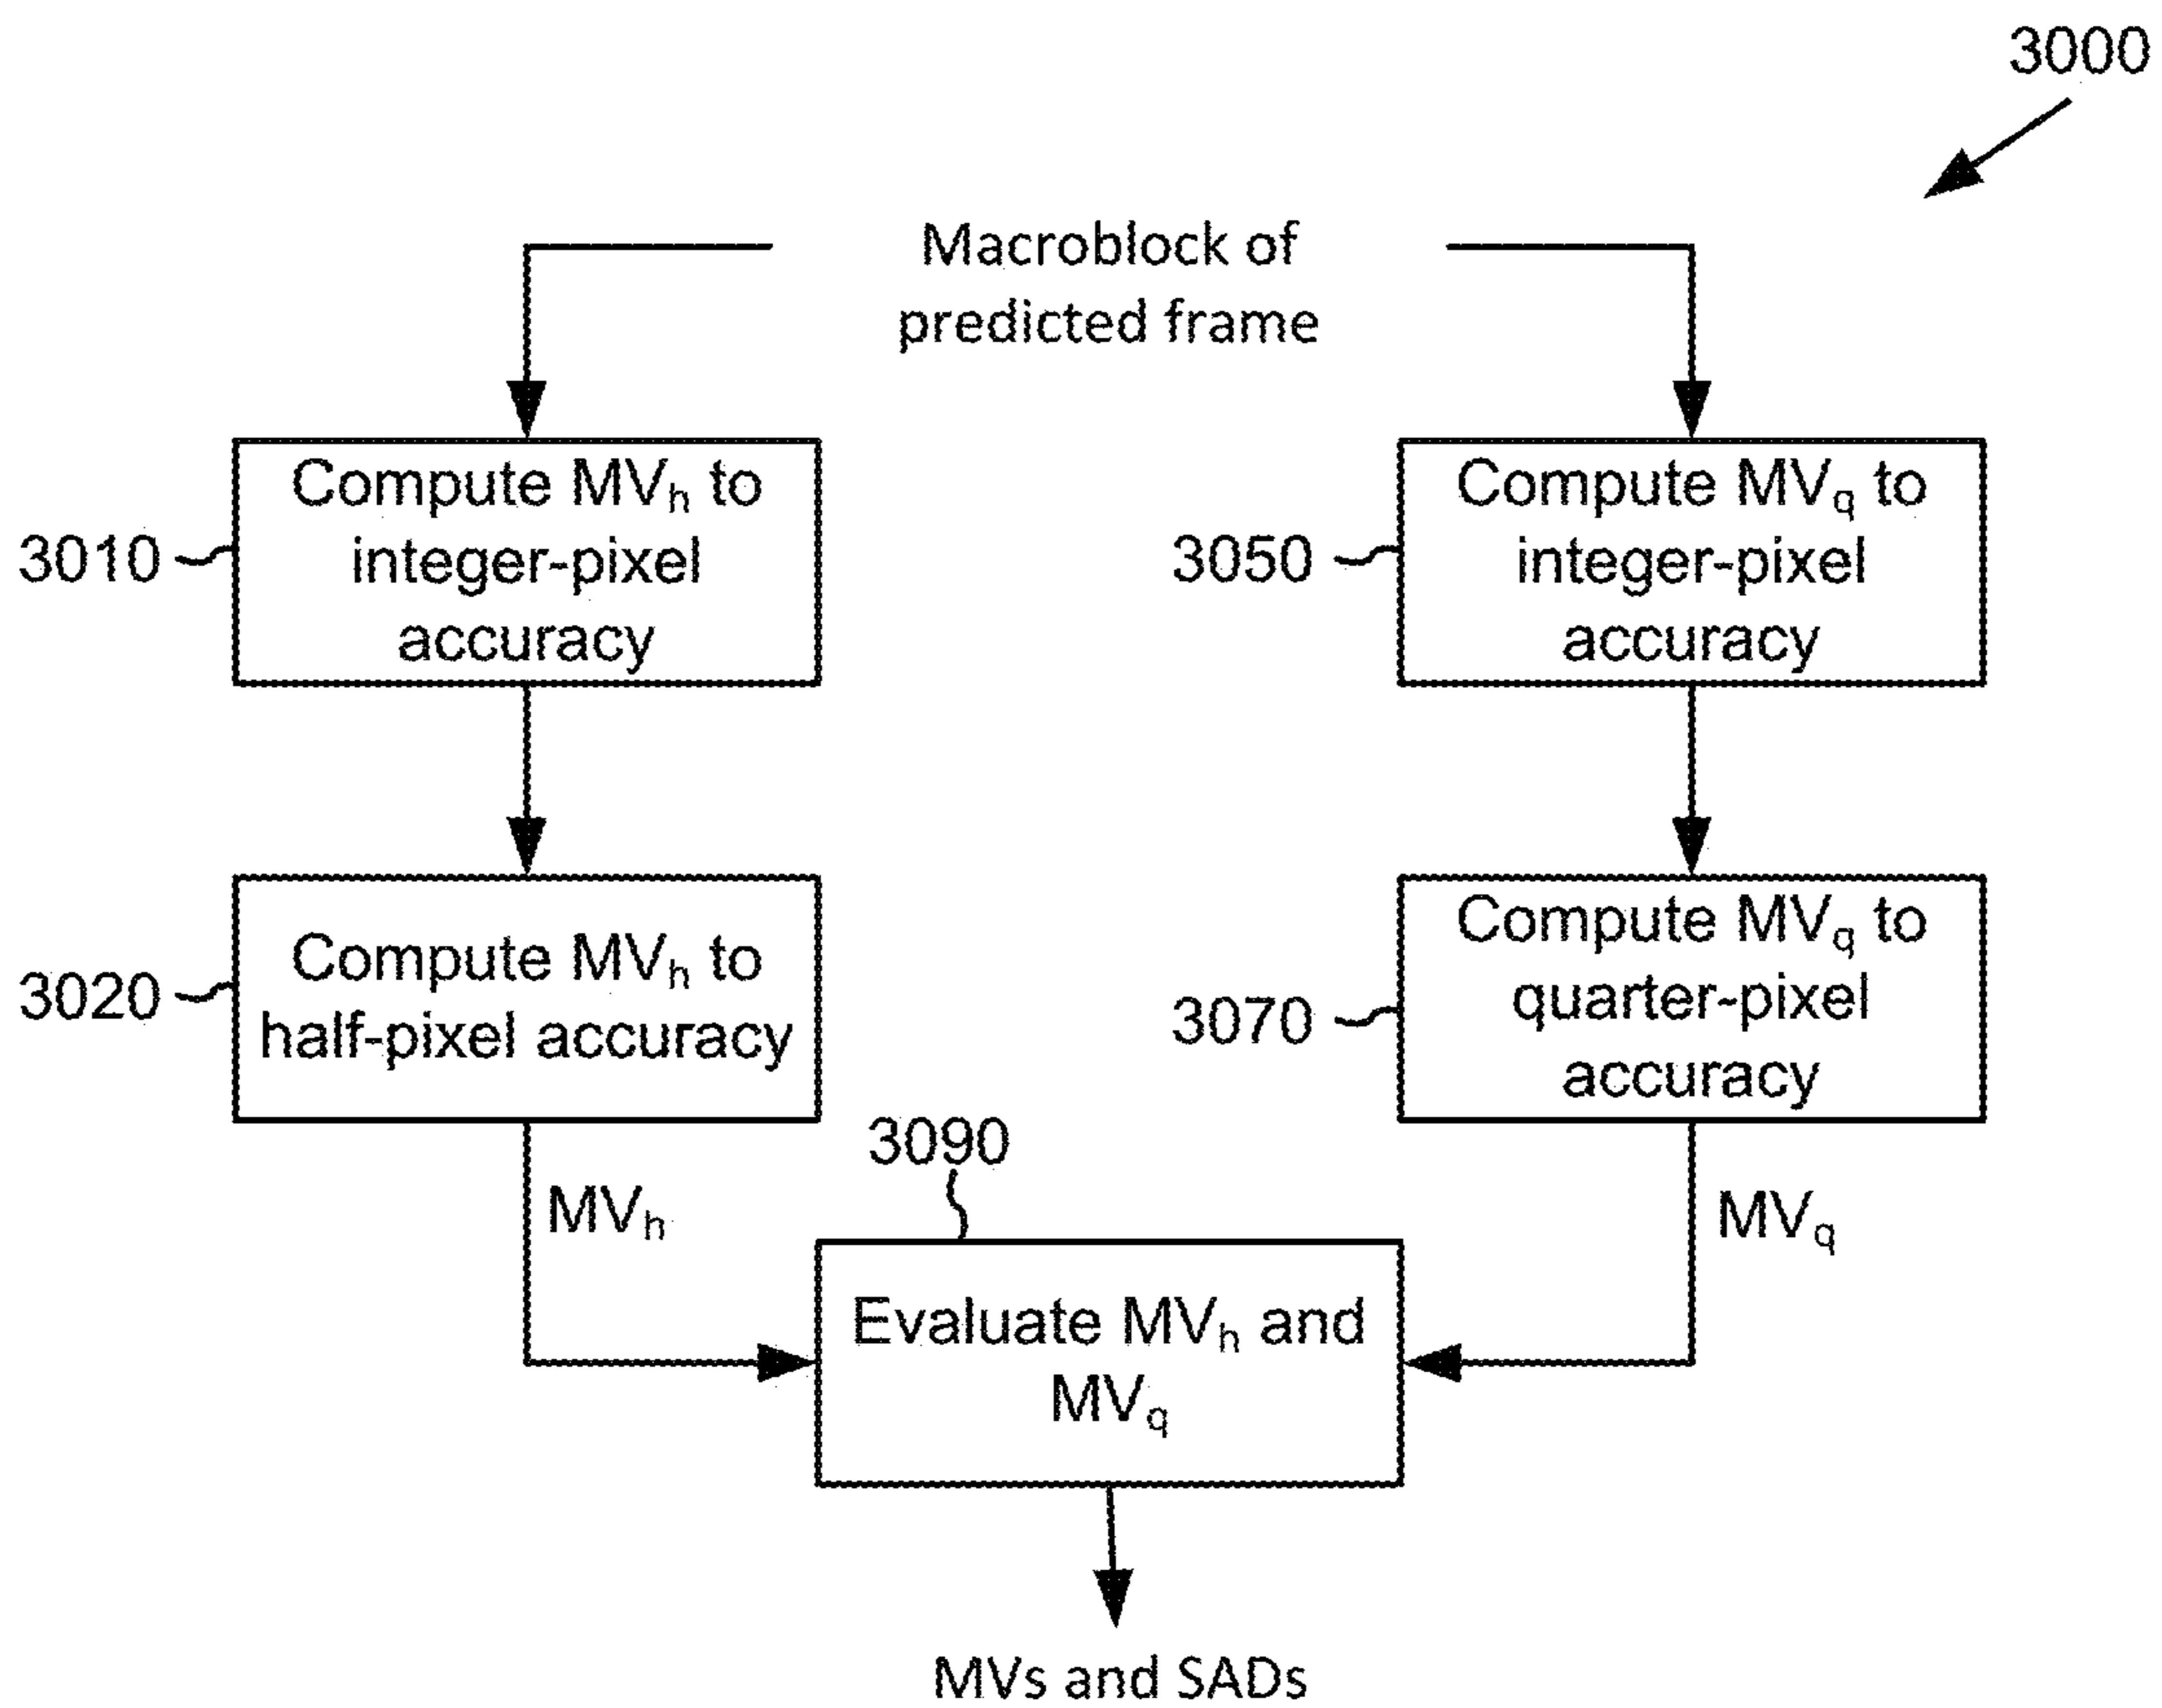 3000
Macroblock of
predicted frame
Compute MVh to
integer-pixel
accuracy
3010
Compute MVq to
integer-pixel
accuracy
3050
Compute MVh to
half-pixel accuracy
3020
Compute MVq to
quarter-pixel
accuracy
3070
3090
MVh
MVq
Evaluate MVh and
MVq
MVs and SADs